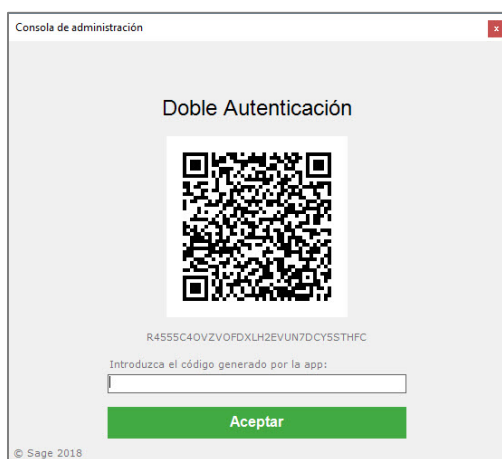 Consola de administración
x
Doble Autenticación
R4555C4OVZVOFDXLH2EVUN7DCY5STHFC
Introduzca el código generado por la app:
Aceptar
© Sage 2018